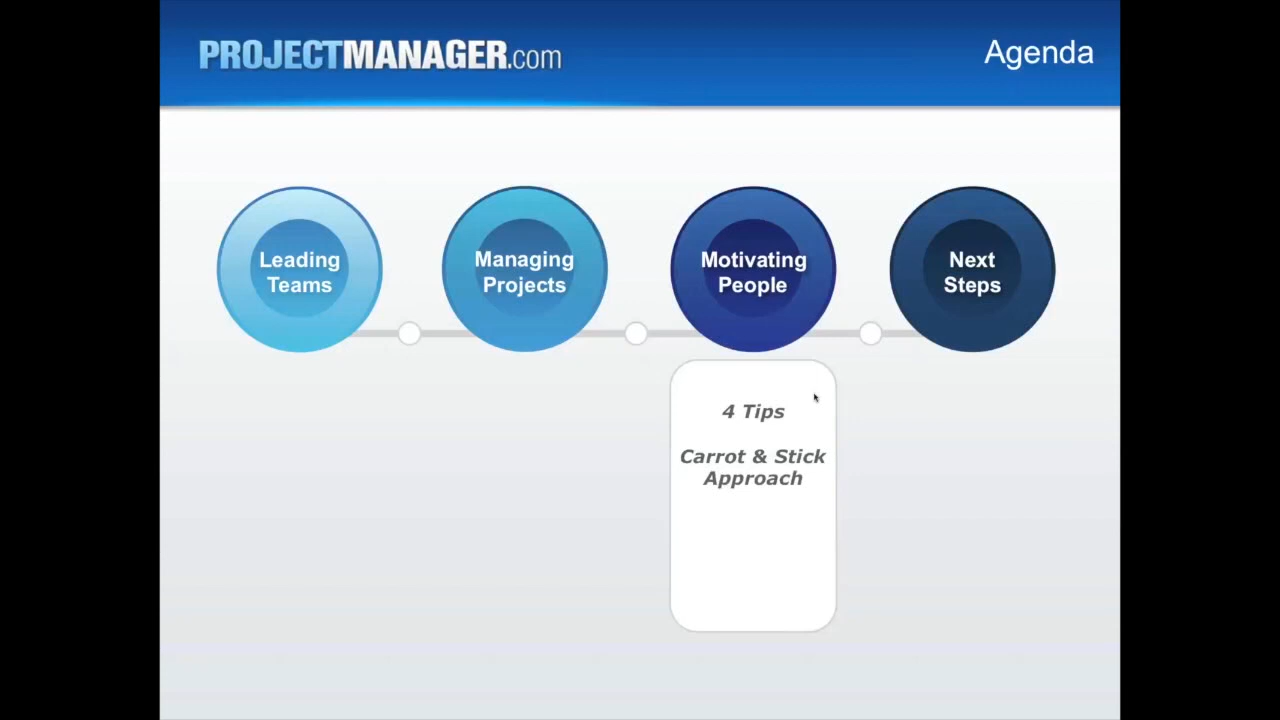 PROJECTMANAGER.com
Agenda
Leading
Teams
Managing
Projects
Motivating
People
Next
Steps
4 Tips
Carrot & Stick
Approach